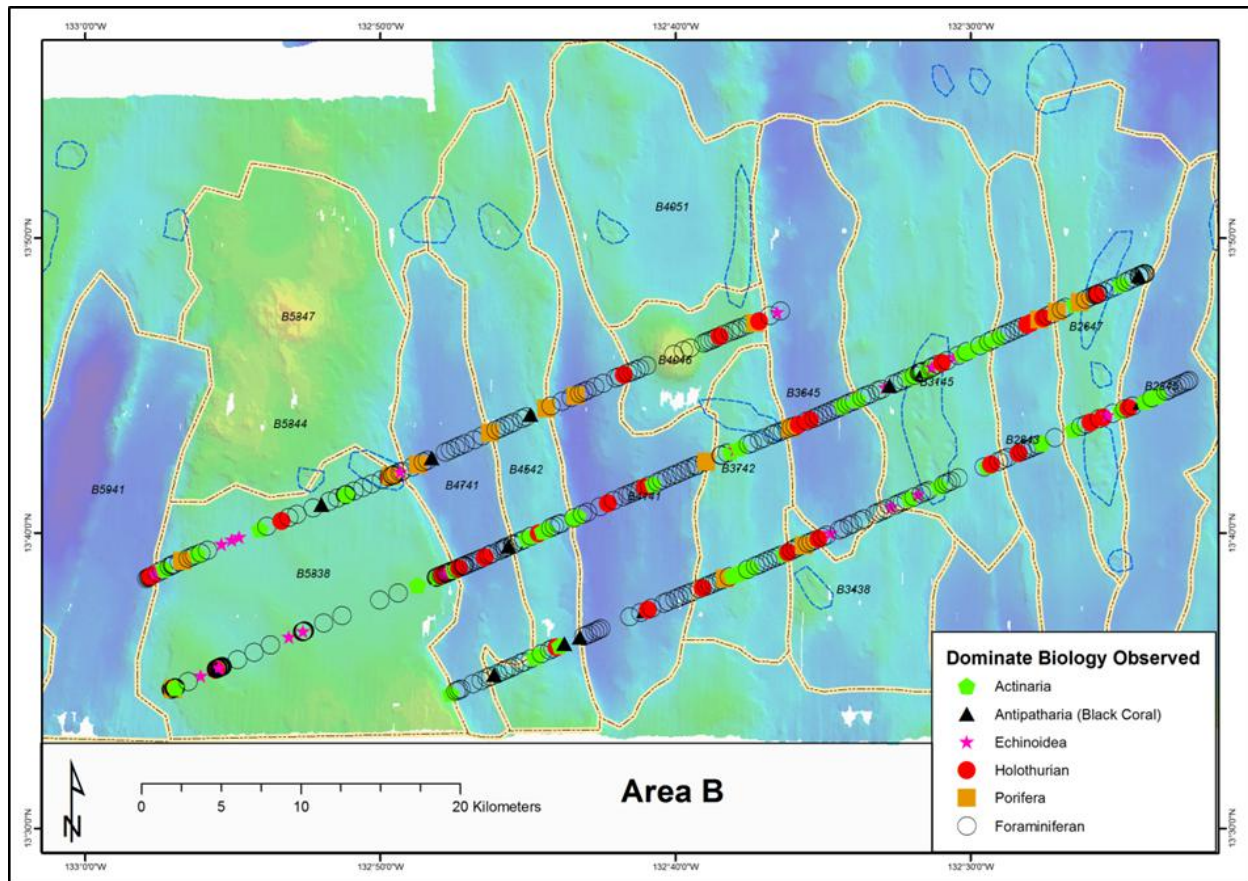 133°0'0"W 132°50'0"W 132°40'0"W 132°30'0"W
13°50'0"N 13°50'0"N
B4051
B5847
B4046
B2647
B3145
B3645
B2843
B5844
B4542
B3742
B5941
B4741
13°40'0"N 13°40'0"N
B5838
B3438
Dominate Biology Observed
Actinaria
Antipatharia (Black Coral)
Echinoidea
Holothurian
Porifera
Foraminiferan
Area B
N
0 5 10 20 Kilometers
13°30'0"N 13°30'0"N
133°0'0"W 132°50'0"W 132°40'0"W 132°30'0"W